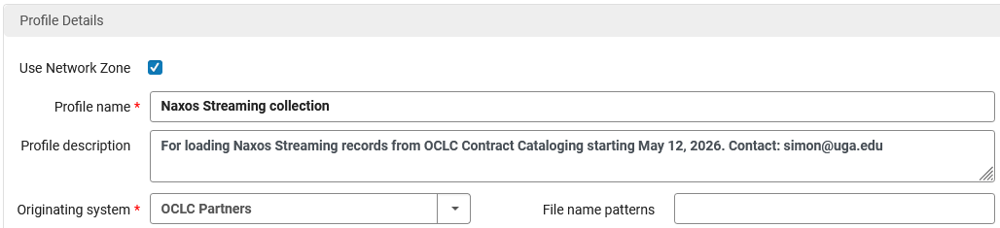 Profile Details
Use Network Zone
Profile name * Naxos Streaming collection
Profile description For loading Naxos Streaming records from OCLC Contract Cataloging starting May 12, 2026. Contact: simon@uga.edu
Originating system * OCLC Partners File name patterns